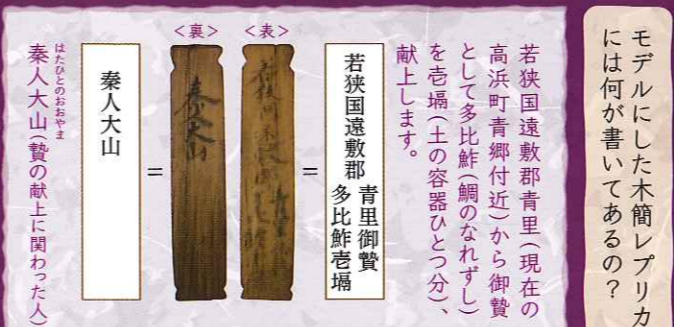 モデルにした木簡レプリカ
には何が書いてあるの？
若狭国遠敷郡青里（現在の
高浜町青郷付近）から御贄
として多比鮓（鯛のなれずし）
を壱塥（土の容器ひとつ分）、
献上します。
若狭国遠敷郡
青里御贄
多比鮓壱塥
＝
＜表＞
＜裏＞
秦人大山
＝
秦人大山
はたひとのおおやま
秦人大山（贄の献上に関わった人）